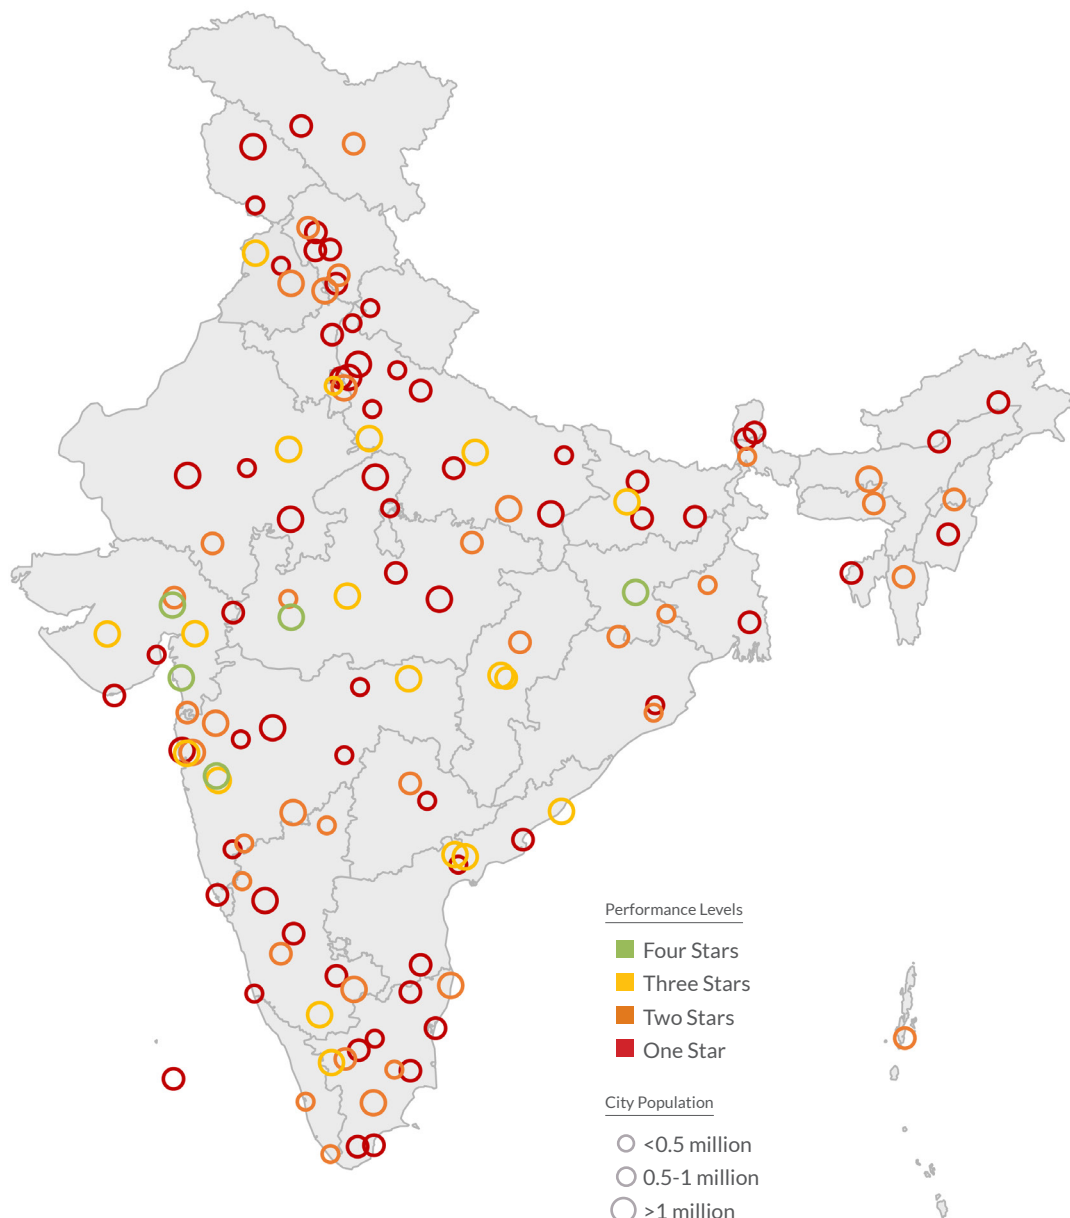 Performance Levels
Four Stars
Three Stars
Two Stars
One Star
City Population
<0.5 million
0.5-1 million
>1 million